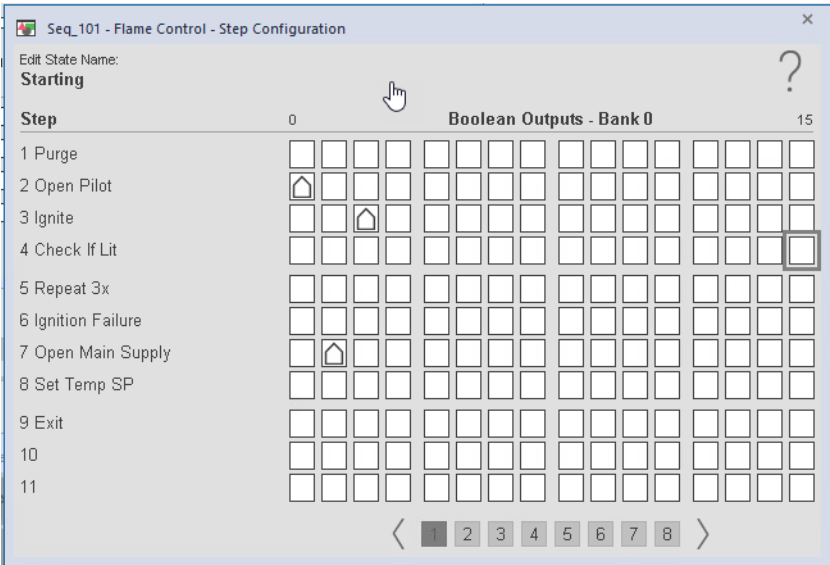 Seq_101 - Flame Control - Step Configuration
Edit State Name:
Starting
?
Step 0 Boolean Outputs - Bank 0 15
1 Purge
2 Open Pilot
3 Ignite
4 Check If Lit
5 Repeat 3x
6 Ignition Failure
7 Open Main Supply
8 Set Temp SP
9 Exit
10
11
1 2 3 4 5 6 7 8